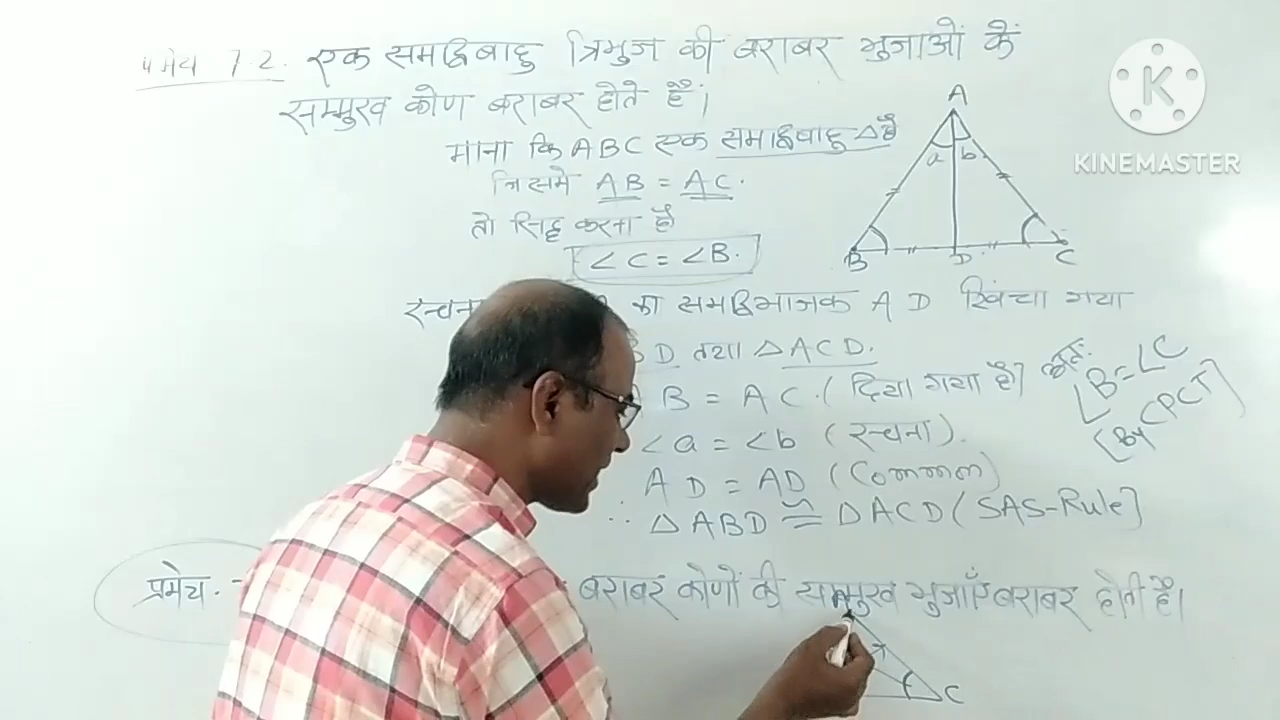 प्रमेय 7.2. एक समद्विबाहु त्रिभुज की बराबर भुजाओं के
सम्मुख कोण बराबर होते हैं।
माना कि ABC एक समद्विबाहु △ है
जिसमे AB = AC.
तो सिद्ध करना है
∠C = ∠B.
रचना का समद्विभाजक AD खिंचा गया
BD तथा △ACD.
B = AC. (दिया गया है)
∠a = ∠b (रचना).
AD = AD (Common)
∴ △ABD ≅ △ACD (SAS-Rule]
अतः
∠B = ∠C
[By CPCT]
A
a b
B D C
K
KINEMASTER
प्रमेय. बराबर कोणों की सम्मुख भुजाएँ बराबर होती है।
C